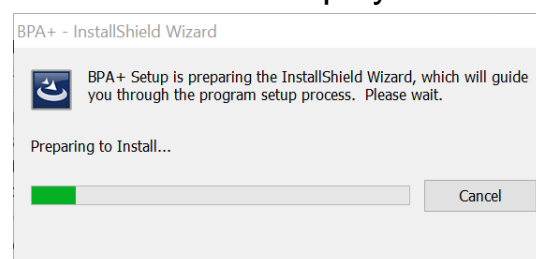 BPA+ - InstallShield Wizard
BPA+ Setup is preparing the InstallShield Wizard, which will guide
you through the program setup process.  Please wait.
Preparing to Install...
Cancel